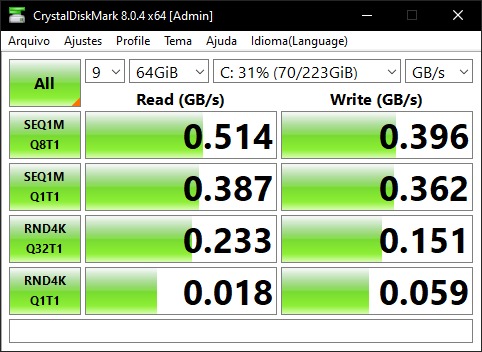 CrystalDiskMark 8.0.4 x64 [Admin]
Arquivo Ajustes Profile Tema Ajuda Idioma(Language)
All
9 64GiB C: 31% (70/223GiB) GB/s
Read (GB/s) Write (GB/s)
SEQ1M
Q8T1
0.514 0.396
SEQ1M
Q1T1
0.387 0.362
RND4K
Q32T1
0.233 0.151
RND4K
Q1T1
0.018 0.059